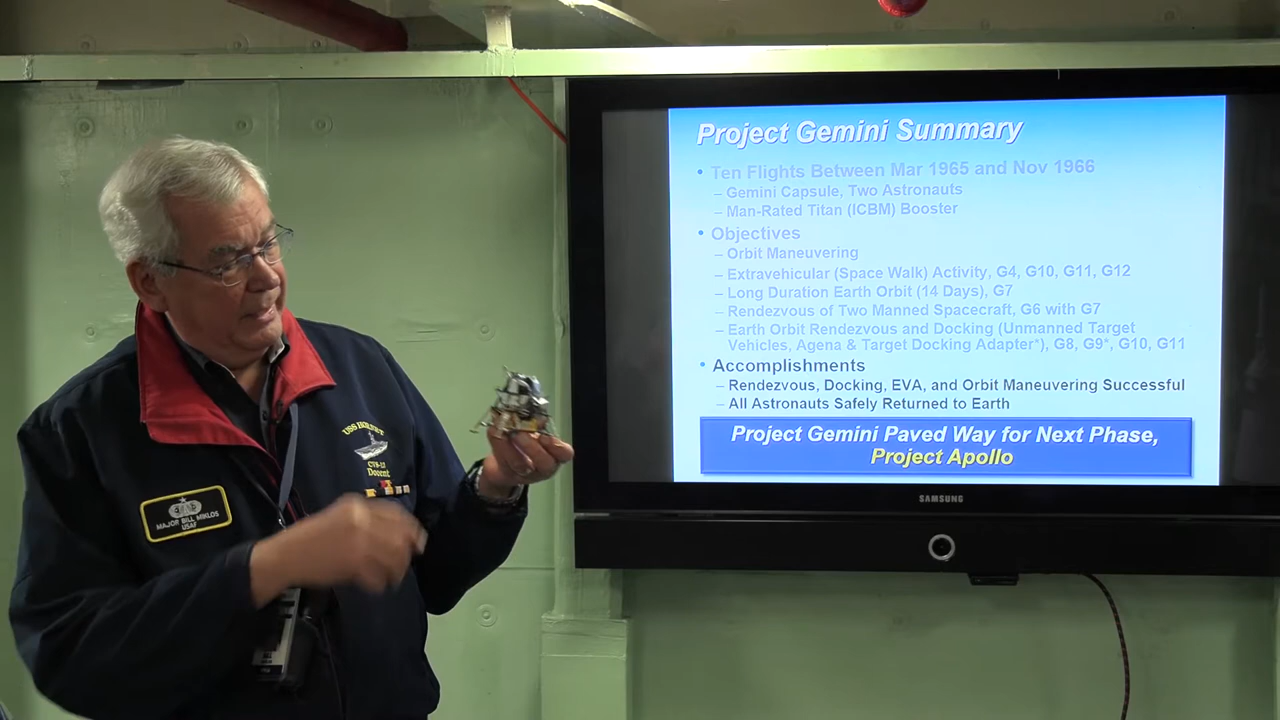 Project Gemini Summary
• Ten Flights Between Mar 1965 and Nov 1966
– Gemini Capsule, Two Astronauts
– Man-Rated Titan (ICBM) Booster
• Objectives
– Orbit Maneuvering
– Extravehicular (Space Walk) Activity, G4, G10, G11, G12
– Long Duration Earth Orbit (14 Days), G7
– Rendezvous of Two Manned Spacecraft, G6 with G7
– Earth Orbit Rendezvous and Docking (Unmanned Target
Vehicles, Agena & Target Docking Adapter*), G8, G9*, G10, G11
• Accomplishments
– Rendezvous, Docking, EVA, and Orbit Maneuvering Successful
– All Astronauts Safely Returned to Earth
Project Gemini Paved Way for Next Phase,
Project Apollo
SAMSUNG
USS HORNET
CVS-12
Docent
MAJOR BILL MIKLOS
USAF